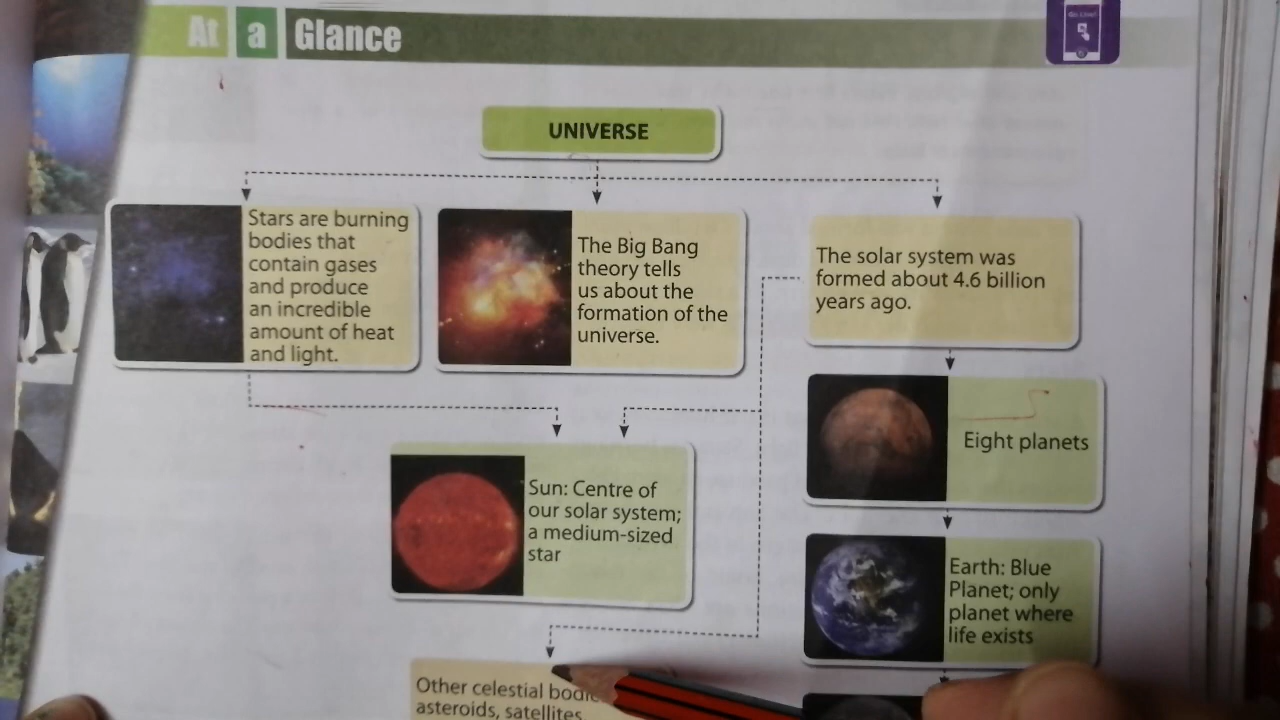 At a Glance
UNIVERSE
Stars are burning
bodies that
contain gases
and produce
an incredible
amount of heat
and light.
The Big Bang
theory tells
us about the
formation of the
universe.
The solar system was
formed about 4.6 billion
years ago.
Eight planets
Sun: Centre of
our solar system;
a medium-sized
star
Earth: Blue
Planet; only
planet where
life exists
Other celestial
asteroids, satellites